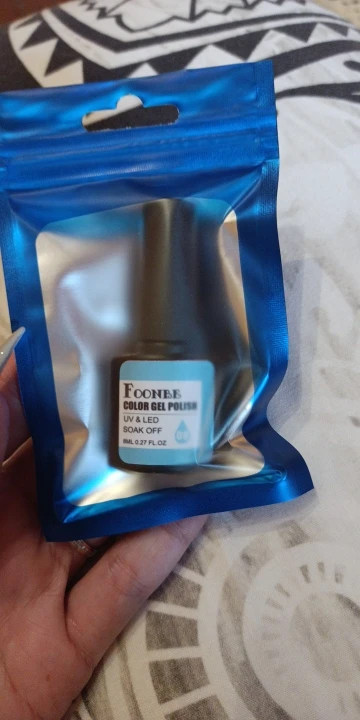 FOONBE
COLOR GEL POLISH
UV & LED
SOAK OFF
8ML 0.27 FL OZ